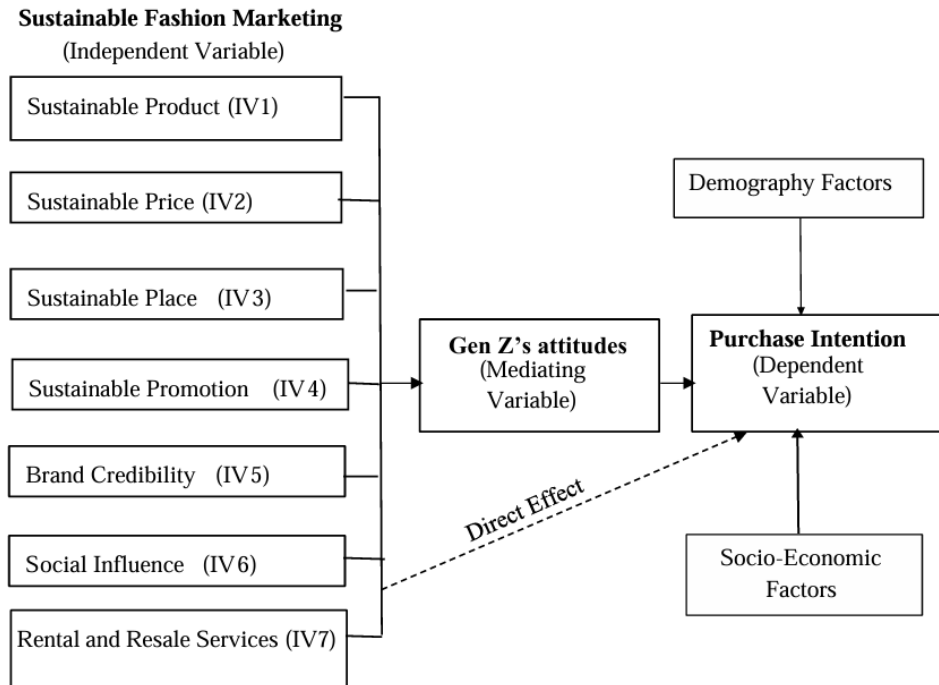 Sustainable Fashion Marketing
(Independent Variable)
Sustainable Product (IV1)
Sustainable Price (IV2)
Sustainable Place (IV3)
Sustainable Promotion (IV4)
Brand Credibility (IV5)
Social Influence (IV6)
Rental and Resale Services (IV7)
Gen Z's attitudes
(Mediating
Variable)
Direct Effect
Demography Factors
Purchase Intention
(Dependent
Variable)
Socio-Economic
Factors